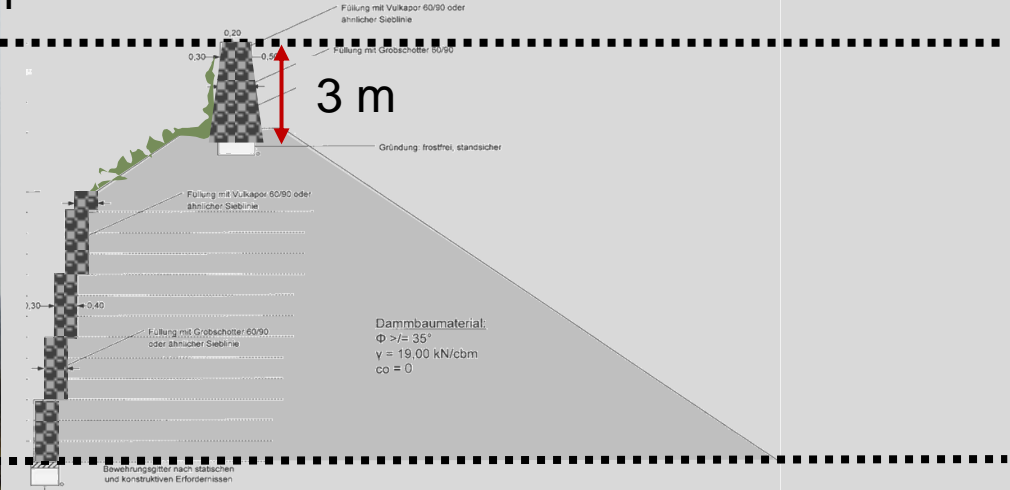 Füllung mit Vulkapor 60/90 oder
ähnlicher Sieblinie
0,20
Füllung mit Grobschotter 60/90
0,30
0,50
3 m
Gründung: frostfrei, standsicher
Füllung mit Vulkapor 60/90 oder
ähnlicher Sieblinie
0,30
0,40
Füllung mit Grobschotter 60/90
oder ähnlicher Sieblinie
Dammbaumaterial:
Φ >/= 35°
γ = 19,00 kN/cbm
co = 0
Bewehrungsgitter nach statischen
und konstruktiven Erfordernissen